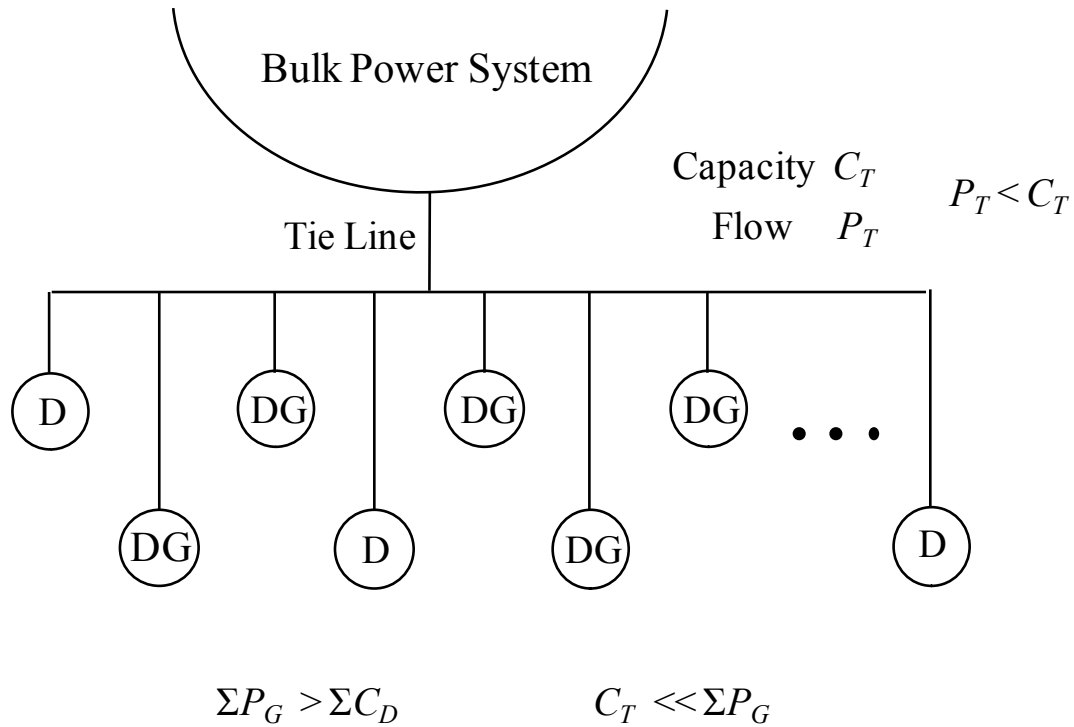 Bulk Power System
Capacity C_T
P_T < C_T
Tie Line
Flow P_T
D
DG
DG
DG
DG
D
DG
D
ΣP_G > ΣC_D
C_T << ΣP_G